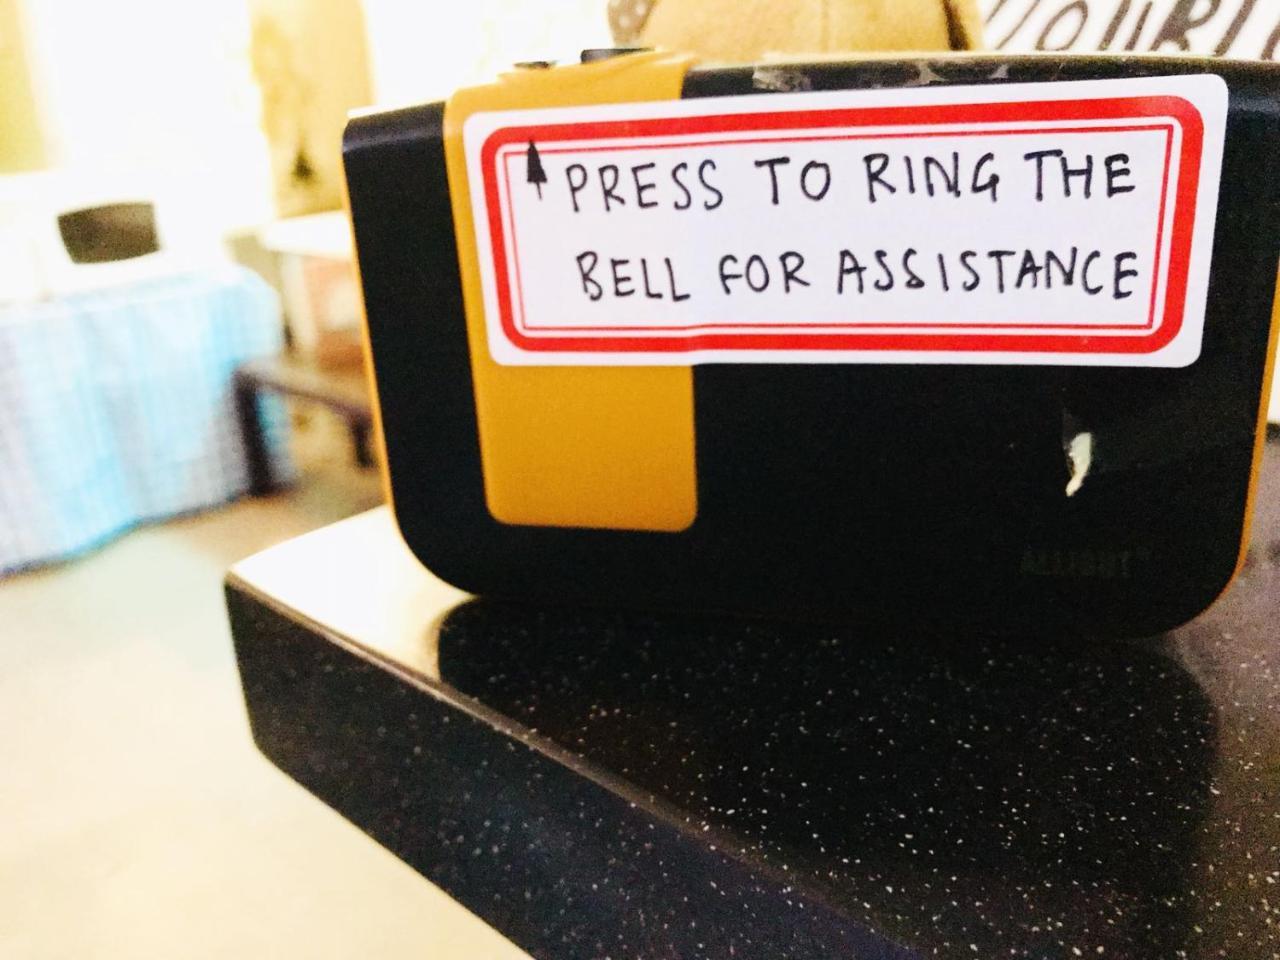 PRESS TO RING THE
BELL FOR ASSISTANCE